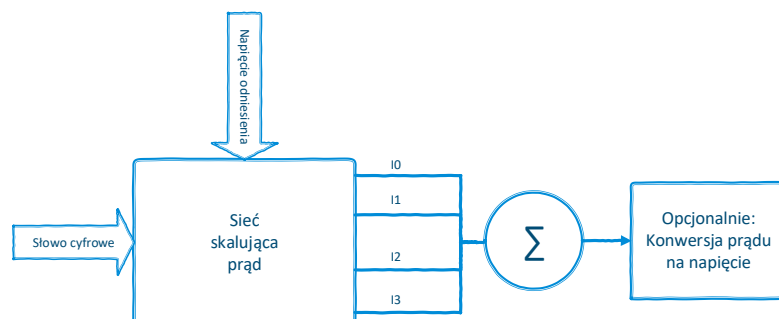 Napięcie odniesienia
I0
I1
Słowo cyfrowe
Sieć
skalująca
prąd
I2
I3
∑
Opcjonalnie:
Konwersja prądu
na napięcie